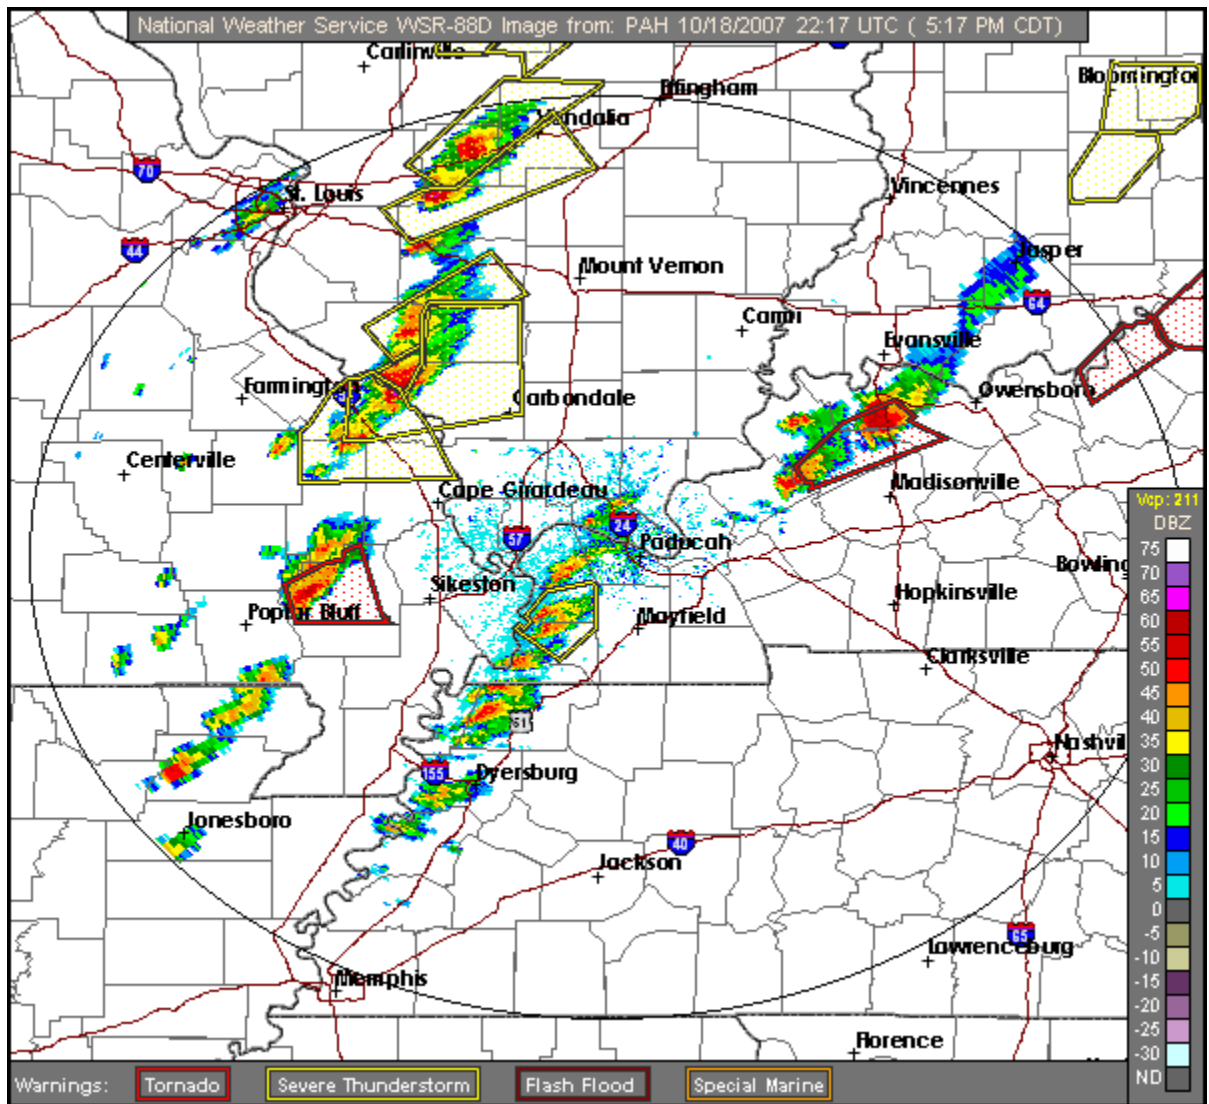 National Weather Service WSR-88D Image from: PAH 10/18/2007 22:17 UTC ( 5:17 PM CDT)
Carlinville
Effingham
Bloomington
Vandalia
70
St. Louis
Vincennes
44
Mount Vernon
Jasper
64
Carmi
Evansville
Farmington
Carbondale
Owensboro
Centerville
Cape Girardeau
Madisonville
24
57
Paducah
Bowling
Sikeston
Poplar Bluff
Mayfield
Hopkinsville
Clarksville
51
Nashvil
155
Dyersburg
Jonesboro
40
Jackson
65
Lawrenceburg
Memphis
Florence
Vcp: 211
DBZ
75
70
65
60
55
50
45
40
35
30
25
20
15
10
5
0
-5
-10
-15
-20
-25
-30
ND
Warnings:
Tornado
Severe Thunderstorm
Flash Flood
Special Marine